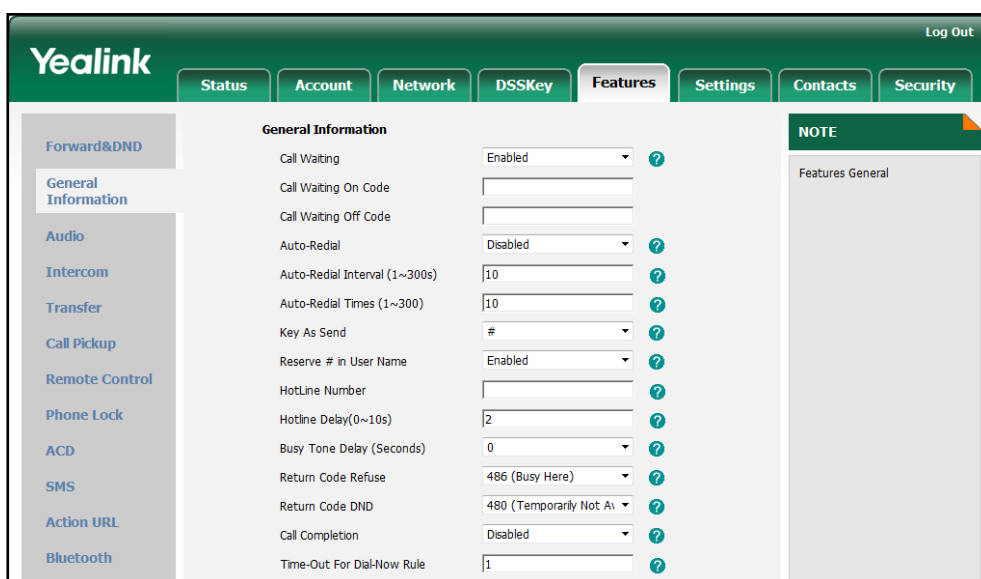 Log Out
Yealink
Status Account Network DSSKey Features Settings Contacts Security
Forward&DND
General
Information
Audio
Intercom
Transfer
Call Pickup
Remote Control
Phone Lock
ACD
SMS
Action URL
Bluetooth
General Information
Call Waiting Enabled ?
Call Waiting On Code
Call Waiting Off Code
Auto-Redial Disabled ?
Auto-Redial Interval (1~300s) 10 ?
Auto-Redial Times (1~300) 10 ?
Key As Send # ?
Reserve # in User Name Enabled ?
HotLine Number ?
Hotline Delay(0~10s) 2 ?
Busy Tone Delay (Seconds) 0 ?
Return Code Refuse 486 (Busy Here) ?
Return Code DND 480 (Temporarily Not Av ?
Call Completion Disabled ?
Time-Out For Dial-Now Rule 1 ?
NOTE
Features General